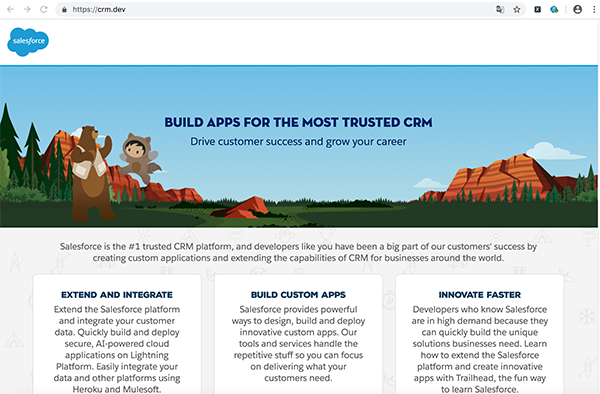 https://crm.dev
salesforce
BUILD APPS FOR THE MOST TRUSTED CRM
Drive customer success and grow your career
Salesforce is the #1 trusted CRM platform, and developers like you have been a big part of our customers' success by
creating custom applications and extending the capabilities of CRM for businesses around the world.
EXTEND AND INTEGRATE
Extend the Salesforce platform
and integrate your customer
data. Quickly build and deploy
secure, AI-powered cloud
applications on Lightning
Platform. Easily integrate your
data and other platforms using
Heroku and Mulesoft.
BUILD CUSTOM APPS
Salesforce provides powerful
ways to design, build and deploy
innovative custom apps. Our
tools and services handle the
repetitive stuff so you can focus
on delivering what your
customers need.
INNOVATE FASTER
Developers who know Salesforce
are in high demand because they
can quickly build the unique
solutions businesses need. Learn
how to extend the Salesforce
platform and create innovative
apps with Trailhead, the fun way
to learn Salesforce.